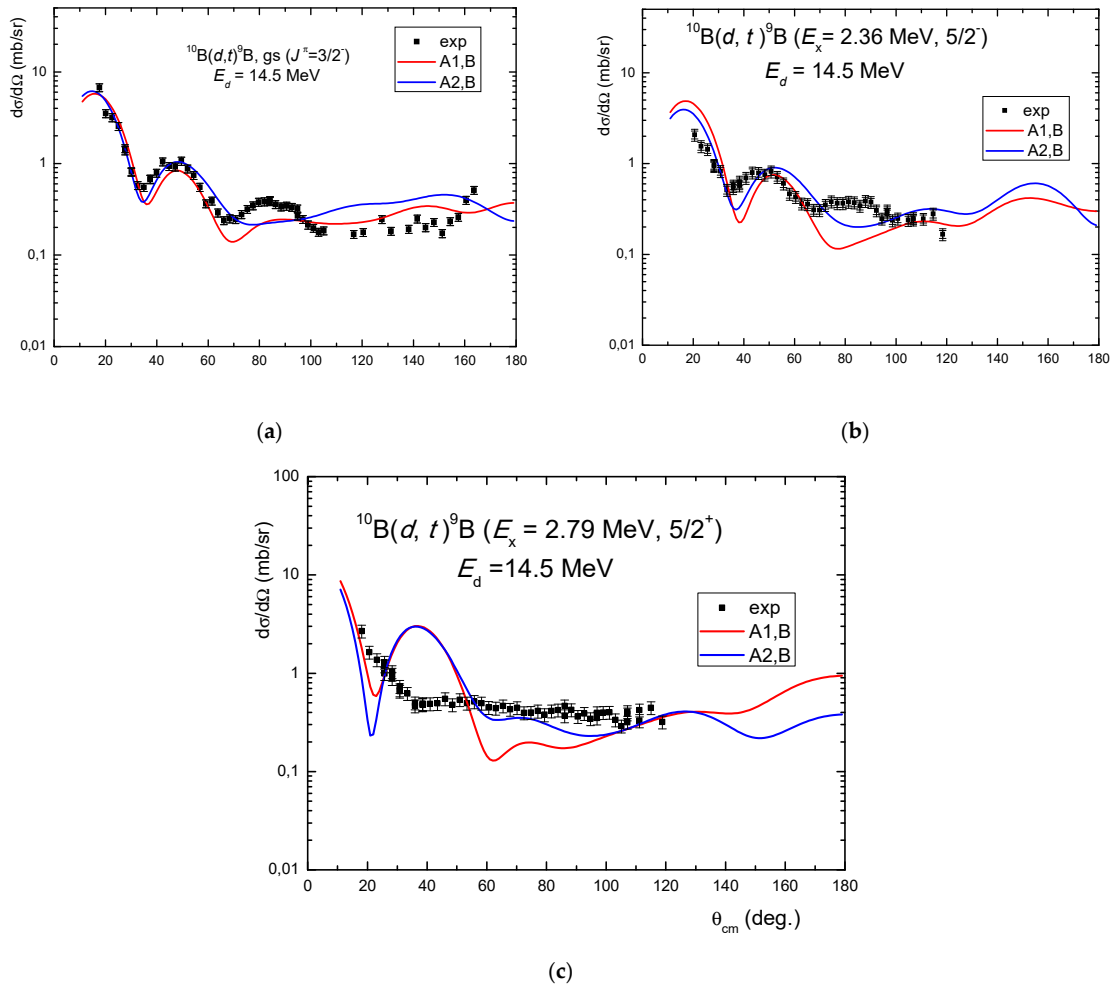 dσ/dΩ (mb/sr)
¹⁰B(d,t)⁹B, gs (Jπ=3/2⁻)
E_d = 14.5 MeV
exp
A1,B
A2,B
10
1
0,1
0,01
0 20 40 60 80 100 120 140 160 180
(a)
dσ/dΩ (mb/sr)
¹⁰B(d, t )⁹B (Eₓ= 2.36 MeV, 5/2⁻)
E_d = 14.5 MeV
exp
A1,B
A2,B
10
1
0,1
0,01
0 20 40 60 80 100 120 140 160 180
(b)
dσ/dΩ (mb/sr)
¹⁰B(d, t )⁹B (Eₓ = 2.79 MeV, 5/2⁺)
E_d =14.5 MeV
exp
A1,B
A2,B
100
10
1
0,1
0,01
0 20 40 60 80 100 120 140 160 180
θ_cm (deg.)
(c)